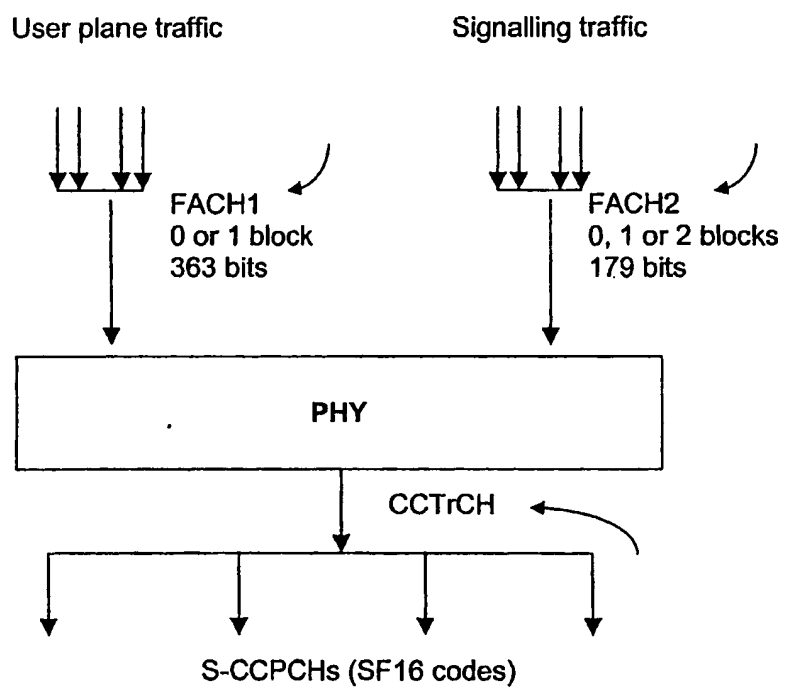 User plane traffic
Signalling traffic
FACH1
0 or 1 block
363 bits
FACH2
0, 1 or 2 blocks
179 bits
PHY
CCTrCH
S-CCPCHs (SF16 codes)